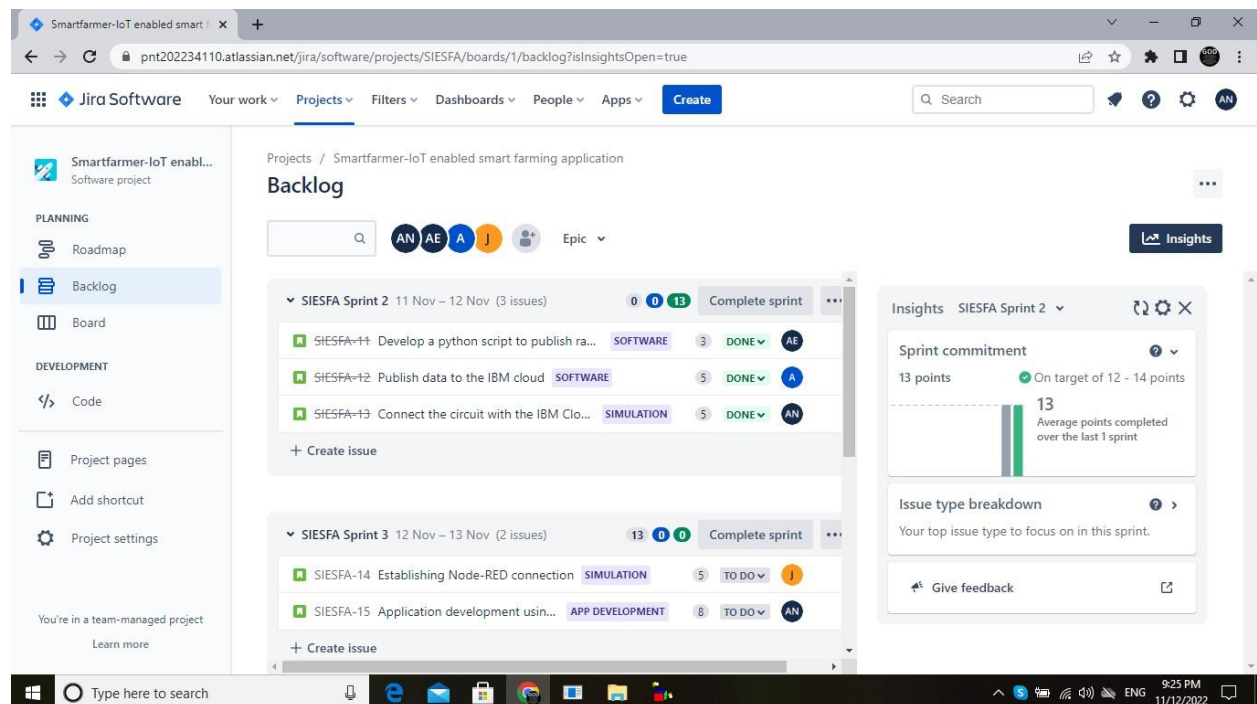 Smartfarmer-IoT enabled smart f
pnt202234110.atlassian.net/jira/software/projects/SIESFA/boards/1/backlog?isInsightsOpen=true
GOD
Jira Software Your work Projects Filters Dashboards People Apps Create Search AN
Smartfarmer-IoT enabl...
Software project
PLANNING
Roadmap
Backlog
Board
DEVELOPMENT
Code
Project pages
Add shortcut
Project settings
You're in a team-managed project
Learn more
Projects / Smartfarmer-IoT enabled smart farming application
Backlog
AN AE A J Epic
Insights
SIESFA Sprint 2 11 Nov – 12 Nov (3 issues) 0 0 13 Complete sprint
SIESFA-11 Develop a python script to publish ra... SOFTWARE 3 DONE AE
SIESFA-12 Publish data to the IBM cloud SOFTWARE 5 DONE A
SIESFA-13 Connect the circuit with the IBM Clo... SIMULATION 5 DONE AN
+ Create issue
SIESFA Sprint 3 12 Nov – 13 Nov (2 issues) 13 0 0 Complete sprint
SIESFA-14 Establishing Node-RED connection SIMULATION 5 TO DO J
SIESFA-15 Application development usin... APP DEVELOPMENT 8 TO DO AN
+ Create issue
Insights SIESFA Sprint 2
Sprint commitment
13 points On target of 12 - 14 points
13
Average points completed
over the last 1 sprint
Issue type breakdown
Your top issue type to focus on in this sprint.
Give feedback
Type here to search
ENG 9:25 PM
11/12/2022